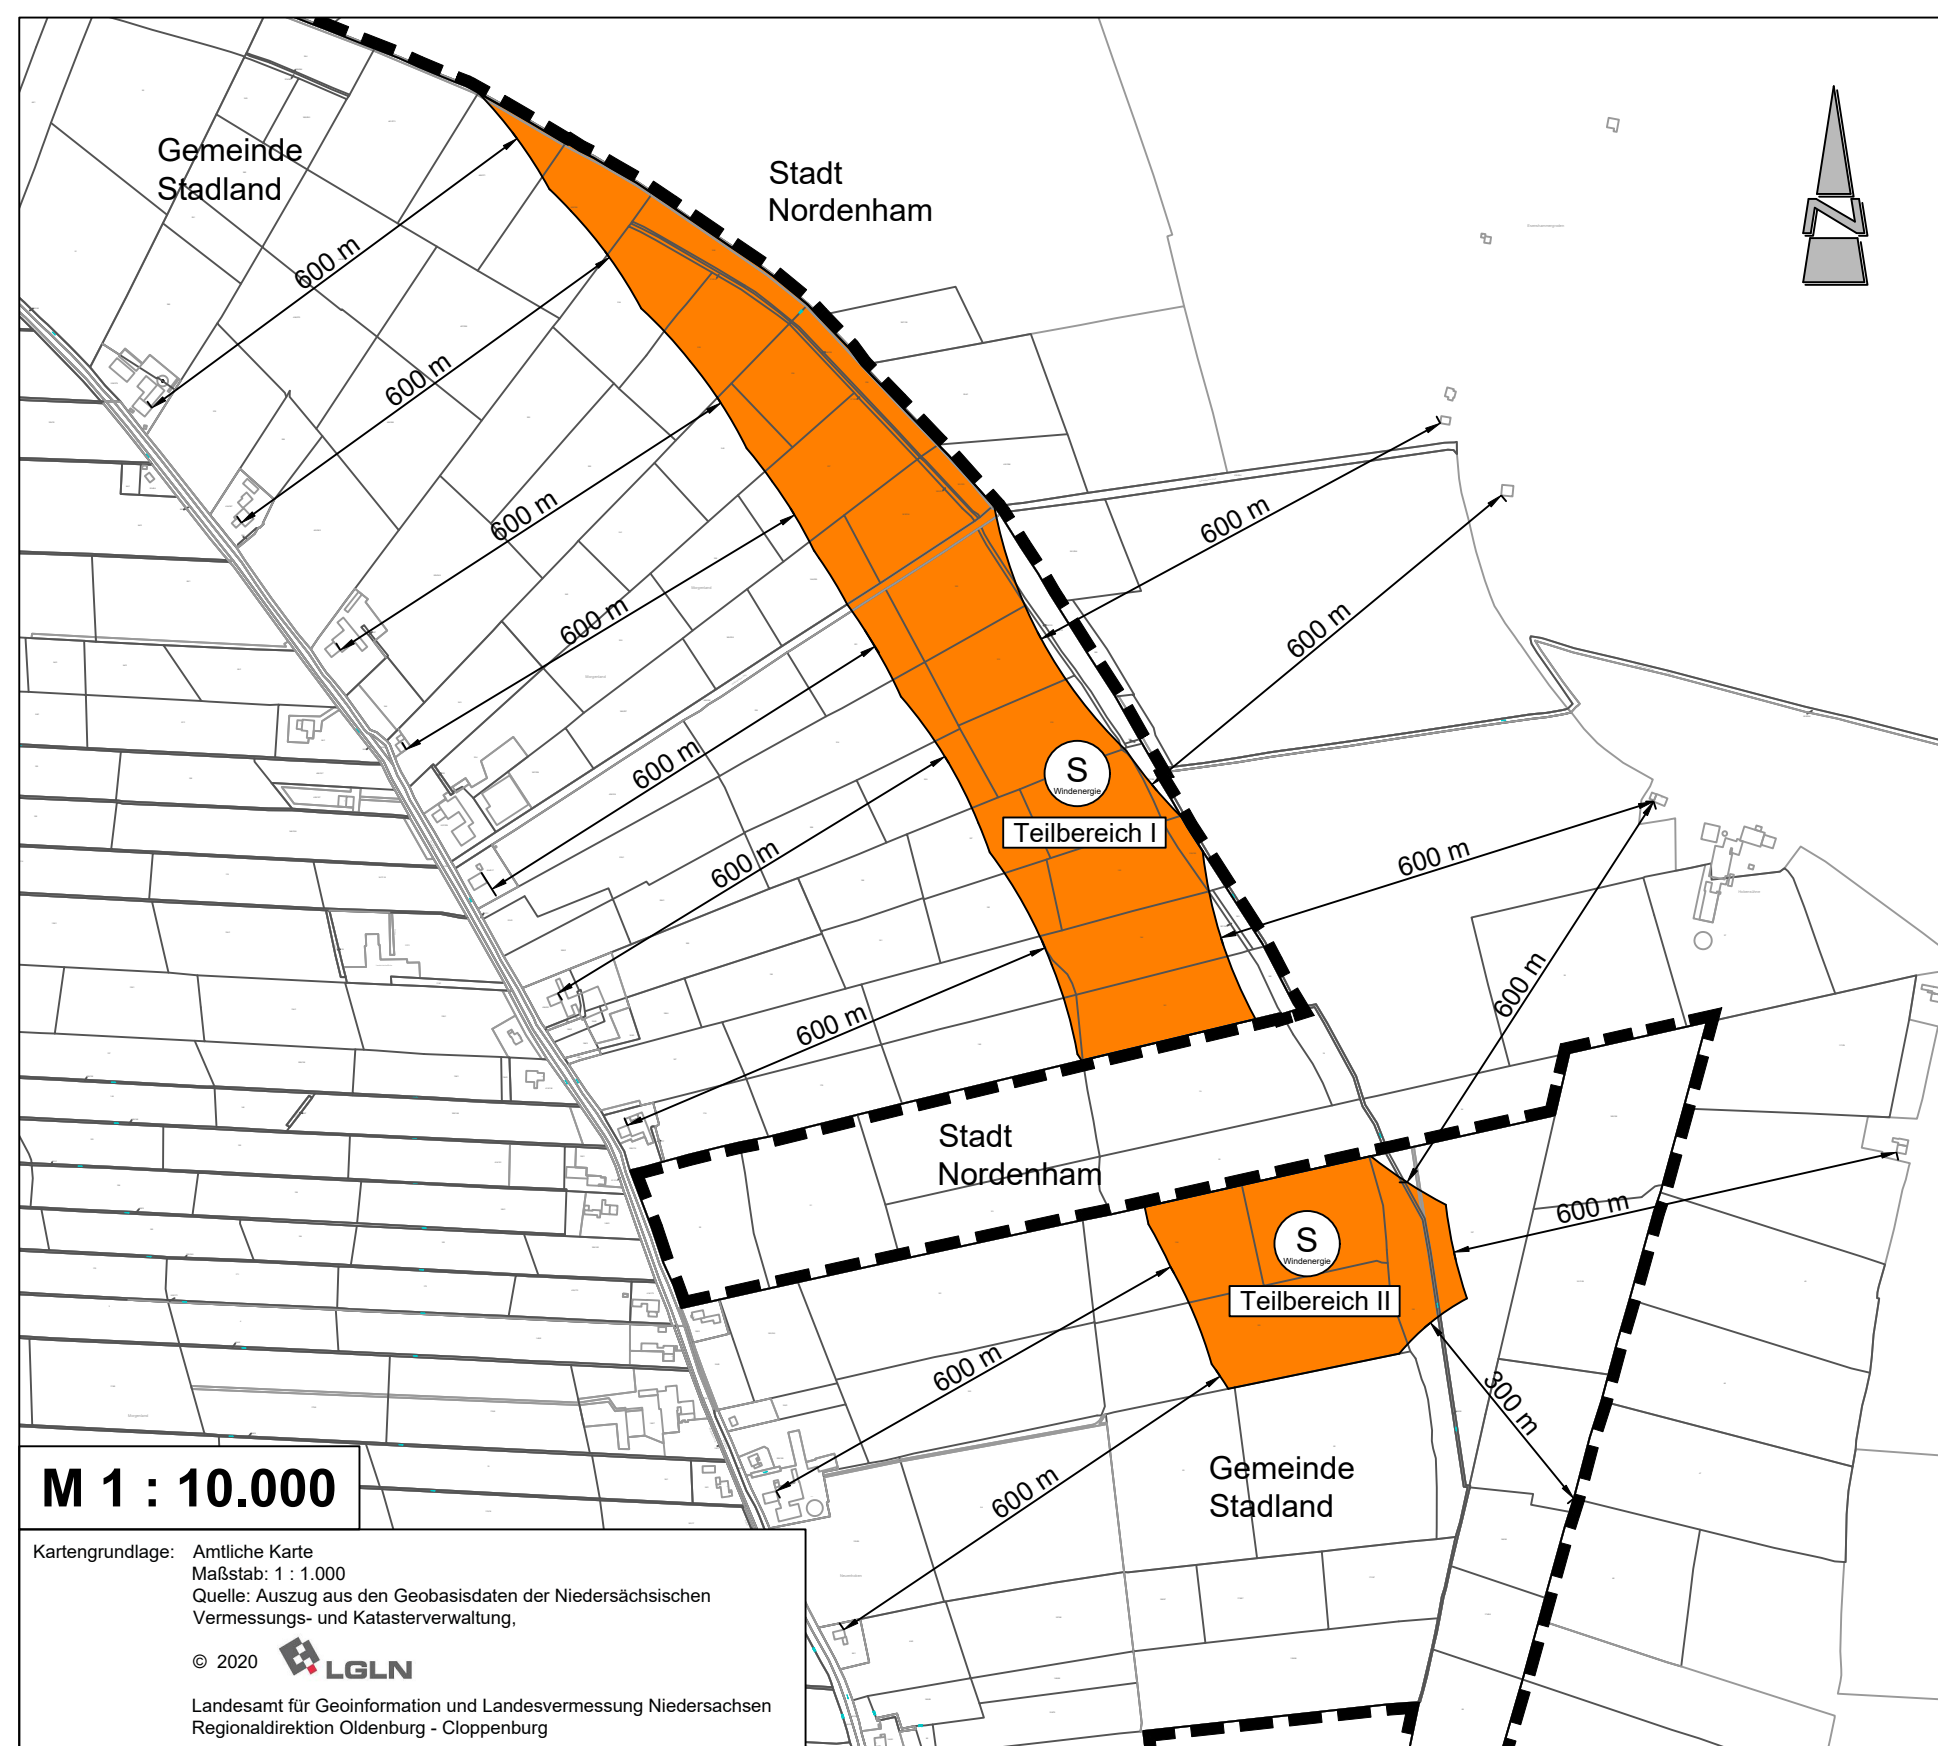 Gemeinde
Stadland
Stadt
Nordenham
N
600 m
600 m
600 m
600 m
600 m
600 m
600 m
600 m
600 m
600 m
600 m
600 m
600 m
600 m
300 m
S
Windenergie
Teilbereich I
Stadt
Nordenham
S
Windenergie
Teilbereich II
Gemeinde
Stadland
M 1 : 10.000
Kartengrundlage: Amtliche Karte
Maßstab: 1 : 1.000
Quelle: Auszug aus den Geobasisdaten der Niedersächsischen
Vermessungs- und Katasterverwaltung,
© 2020 LGLN
Landesamt für Geoinformation und Landesvermessung Niedersachsen
Regionaldirektion Oldenburg - Cloppenburg